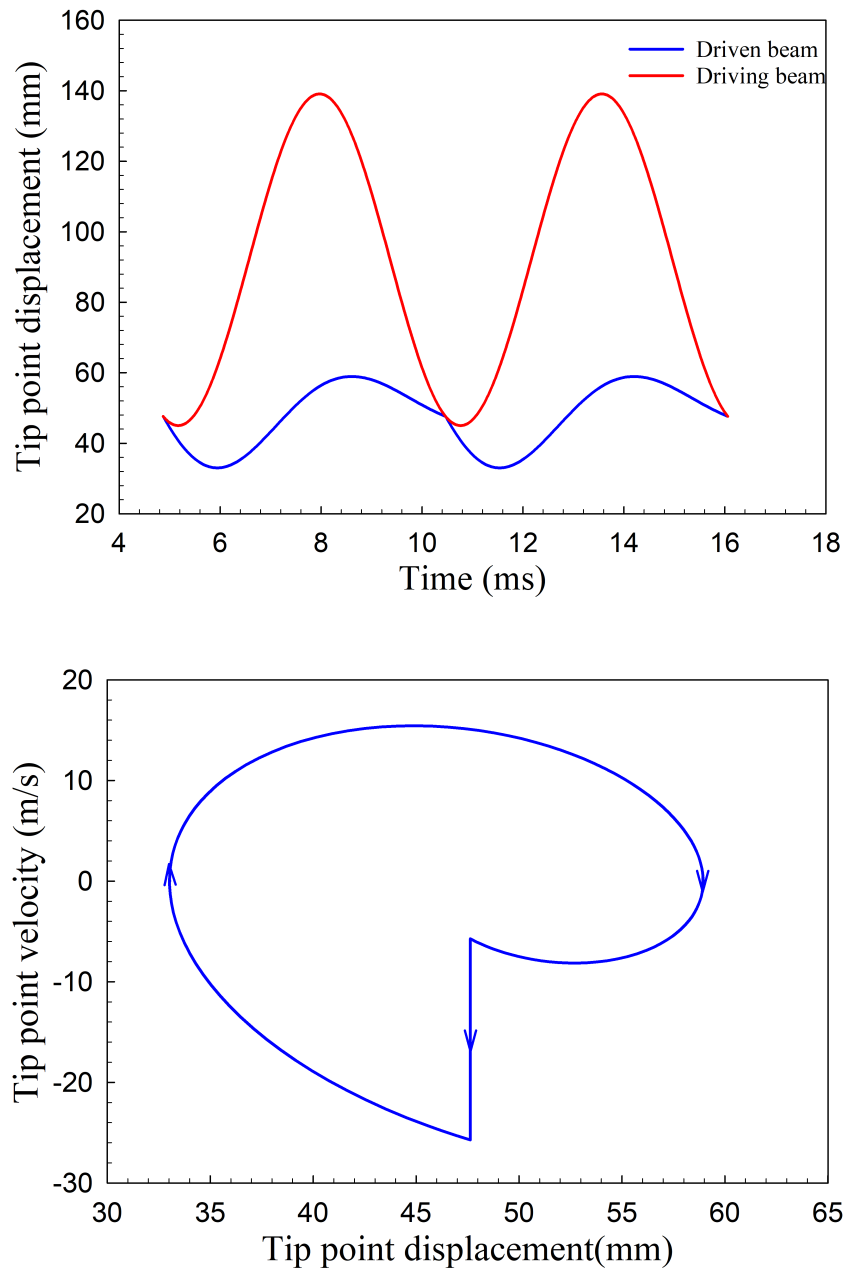 160
140
120
100
80
60
40
20
Tip point displacement (mm)
Driven beam
Driving beam
4 6 8 10 12 14 16 18
Time (ms)
20
10
0
-10
-20
-30
Tip point velocity (m/s)
30 35 40 45 50 55 60 65
Tip point displacement(mm)